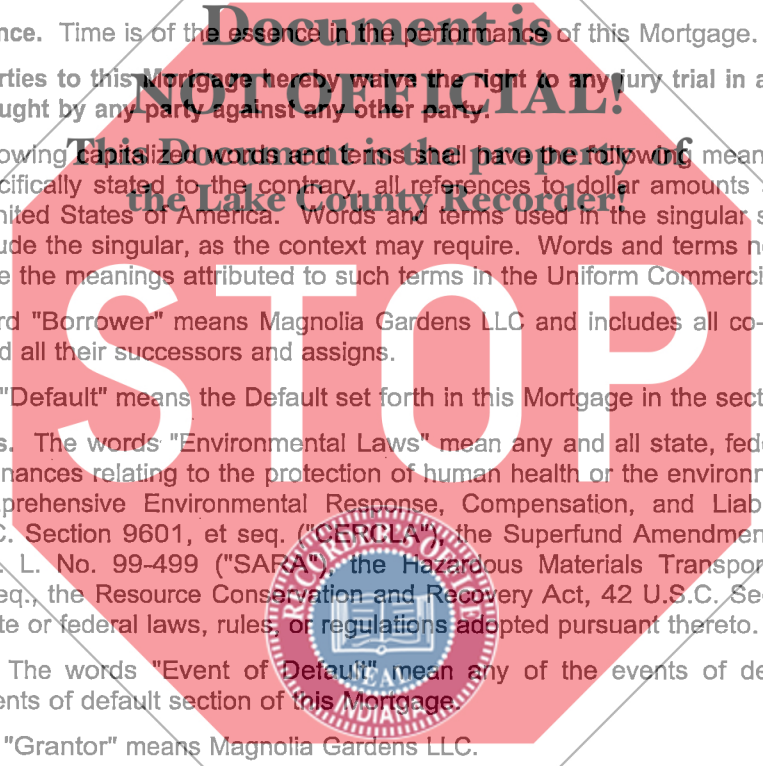 Document is
NOT OFFICIAL!
This Document is the property of
the Lake County Recorder!
STOP
nce. Time is of the essence in the performance of this Mortgage.
rties to this Mortgage hereby waive the right to any jury trial in a
ught by any party against any other party.
owing capitalized words and terms shall have the following mean
cifically stated to the contrary, all references to dollar amounts
nited States of America. Words and terms used in the singular s
ude the singular, as the context may require. Words and terms n
e the meanings attributed to such terms in the Uniform Commerci
rd "Borrower" means Magnolia Gardens LLC and includes all co-
d all their successors and assigns.
"Default" means the Default set forth in this Mortgage in the sect
s. The words "Environmental Laws" mean any and all state, fed
nances relating to the protection of human health or the environm
prehensive Environmental Response, Compensation, and Liab
C. Section 9601, et seq. ("CERCLA"), the Superfund Amendmen
. L. No. 99-499 ("SARA"), the Hazardous Materials Transpor
eq., the Resource Conservation and Recovery Act, 42 U.S.C. Se
te or federal laws, rules, or regulations adopted pursuant thereto.
The words "Event of Default" mean any of the events of de
ents of default section of this Mortgage.
"Grantor" means Magnolia Gardens LLC.
SEAL
INDIANA